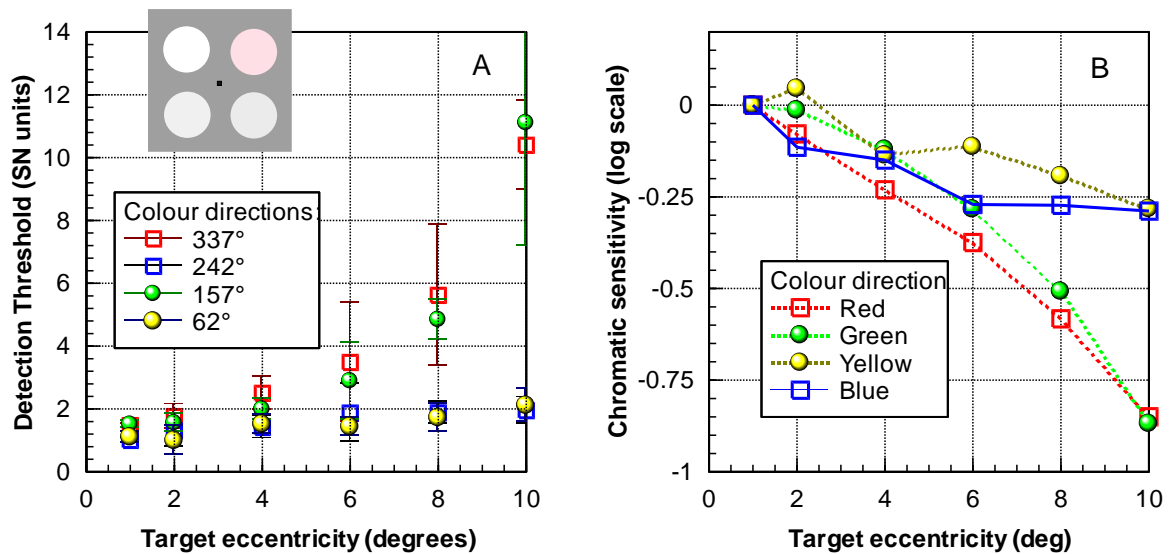 A
Detection Threshold (SN units)
14
12
10
8
6
4
2
0
Colour directions:
337°
242°
157°
62°
0 2 4 6 8 10
Target eccentricity (degrees)
B
Chromatic sensitivity (log scale)
0
-0.25
-0.5
-0.75
-1
Colour direction
Red
Green
Yellow
Blue
0 2 4 6 8 10
Target eccentricity (deg)